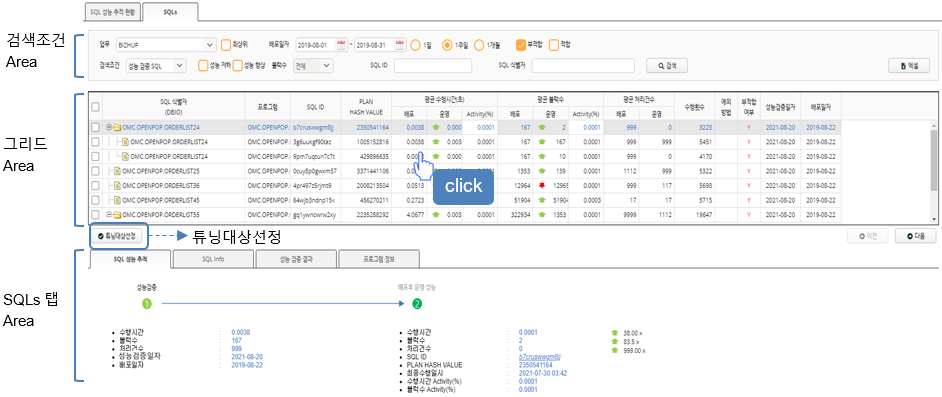 SQL 성능 추적 현황 SQLs
검색조건
Area
업무 BIZHUP 최상위 배포일자 2019-08-01 ~ 2019-08-31 1일 1주일 1개월 부적합 적합
검색조건 성능 검증 SQL 성능 저하 성능 향상 블럭수 전체 SQL ID SQL 식별자 검색 엑셀
그리드
Area
SQL 식별자 (DBIO) 프로그램 SQL ID PLAN HASH VALUE 평균 수행시간(초) 평균 블럭수 평균 처리건수 수행횟수 예외 방법 부적합 여부 성능검증일자 배포일자
배포 운영 Activity(%) 배포 운영 Activity(%) 배포 운영
OMC.OPENPOP.ORDERLIST24 OMC.OPENPOP. b7cruswwgm8jj 2350541164 0.0038 0.000 0.0001 167 2 0.0001 999 0 3225 Y 2021-08-20 2019-08-22
OMC.OPENPOP.ORDERLIST24 OMC.OPENPOP. 3g6uukgf90taz 1005152816 0.0038 0.003 0.0001 167 167 0.0001 999 999 5451 Y 2021-08-20 2019-08-22
OMC.OPENPOP.ORDERLIST24 OMC.OPENPOP. 9pm7uqtun7c7t 429896635 0.000 0.0001 167 10 0.0001 999 0 4170 Y 2021-08-20 2019-08-22
OMC.OPENPOP.ORDERLIST25 OMC.OPENPOP. 0cuy8p0gwxm57 3371441106 1353 139 0.0001 1112 999 5322 Y 2021-08-20 2019-08-22
OMC.OPENPOP.ORDERLIST36 OMC.OPENPOP. 4pr497z5rjmt9 2008213504 0.0513 12964 12965 0.0001 999 117 5698 Y 2021-08-20 2019-08-22
OMC.OPENPOP.ORDERLIST45 OMC.OPENPOP. 64wjb3ndnp15v 456270211 0.2723 51904 51904 0.0003 17 17 5715 Y 2021-08-20 2019-08-22
OMC.OPENPOP.ORDERLIST55 OMC.OPENPOP. gq1ywncwrw2xy 2235288292 4.0677 0.003 0.0001 322934 1353 0.0001 9999 1112 19647 Y 2021-08-20 2019-08-22
click
튜닝대상선정 튜닝대상선정 이전 다음
SQLs 탭
Area
SQL 성능 추적 SQL Info 성능 검증 결과 프로그램 정보
성능검증 배포후 운영 성능
1 2
수행시간 : 0.0038 수행시간 : 0.0001 38.00 x
블럭수 : 167 블럭수 : 2 83.5 x
처리건수 : 999 처리건수 : 0 999.00 x
성능검증일자 : 2021-08-20 SQL ID : b7cruswwgm8jj
배포일자 : 2019-08-22 PLAN HASH VALUE : 2350541164
최종수행일시 : 2021-07-30 03:42
수행시간 Activity(%) : 0.0001
블럭수 Activity(%) : 0.0001